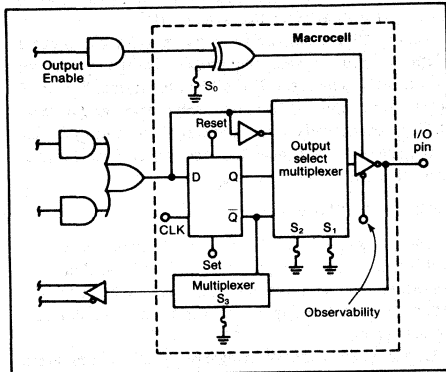 Macrocell
Output
Enable
S₀
Reset
I/O
pin
Output
select
multiplexer
D
Q
Q̅
CLK
Set
S₂
S₁
Multiplexer
S₃
Observability